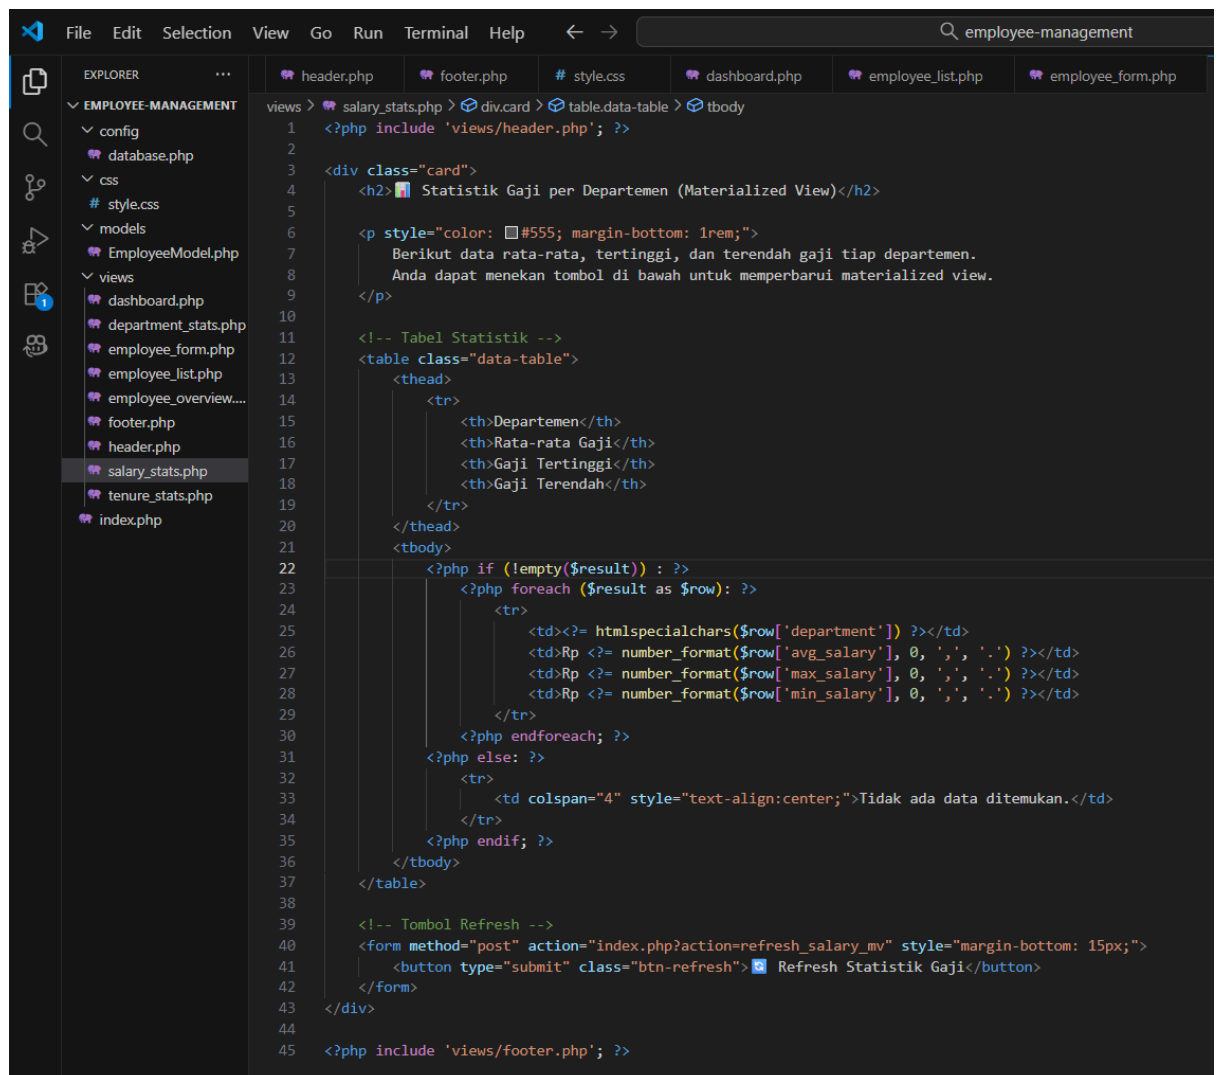 File Edit Selection View Go Run Terminal Help employee-management
EXPLORER
EMPLOYEE-MANAGEMENT
config
database.php
css
# style.css
models
EmployeeModel.php
views
dashboard.php
department_stats.php
employee_form.php
employee_list.php
employee_overview....
footer.php
header.php
salary_stats.php
tenure_stats.php
index.php
1
header.php footer.php # style.css dashboard.php employee_list.php employee_form.php
views > salary_stats.php > div.card > table.data-table > tbody
1 <?php include 'views/header.php'; ?>
2
3 <div class="card">
4 <h2>📊 Statistik Gaji per Departemen (Materialized View)</h2>
5
6 <p style="color: #555; margin-bottom: 1rem;">
7 Berikut data rata-rata, tertinggi, dan terendah gaji tiap departemen.
8 Anda dapat menekan tombol di bawah untuk memperbarui materialized view.
9 </p>
10
11 <!-- Tabel Statistik -->
12 <table class="data-table">
13 <thead>
14 <tr>
15 <th>Departemen</th>
16 <th>Rata-rata Gaji</th>
17 <th>Gaji Tertinggi</th>
18 <th>Gaji Terendah</th>
19 </tr>
20 </thead>
21 <tbody>
22 <?php if (!empty($result)) : ?>
23 <?php foreach ($result as $row): ?>
24 <tr>
25 <td><?= htmlspecialchars($row['department']) ?></td>
26 <td>Rp <?= number_format($row['avg_salary'], 0, ',', '.') ?></td>
27 <td>Rp <?= number_format($row['max_salary'], 0, ',', '.') ?></td>
28 <td>Rp <?= number_format($row['min_salary'], 0, ',', '.') ?></td>
29 </tr>
30 <?php endforeach; ?>
31 <?php else: ?>
32 <tr>
33 <td colspan="4" style="text-align:center;">Tidak ada data ditemukan.</td>
34 </tr>
35 <?php endif; ?>
36 </tbody>
37 </table>
38
39 <!-- Tombol Refresh -->
40 <form method="post" action="index.php?action=refresh_salary_mv" style="margin-bottom: 15px;">
41 <button type="submit" class="btn-refresh">🔄 Refresh Statistik Gaji</button>
42 </form>
43 </div>
44
45 <?php include 'views/footer.php'; ?>